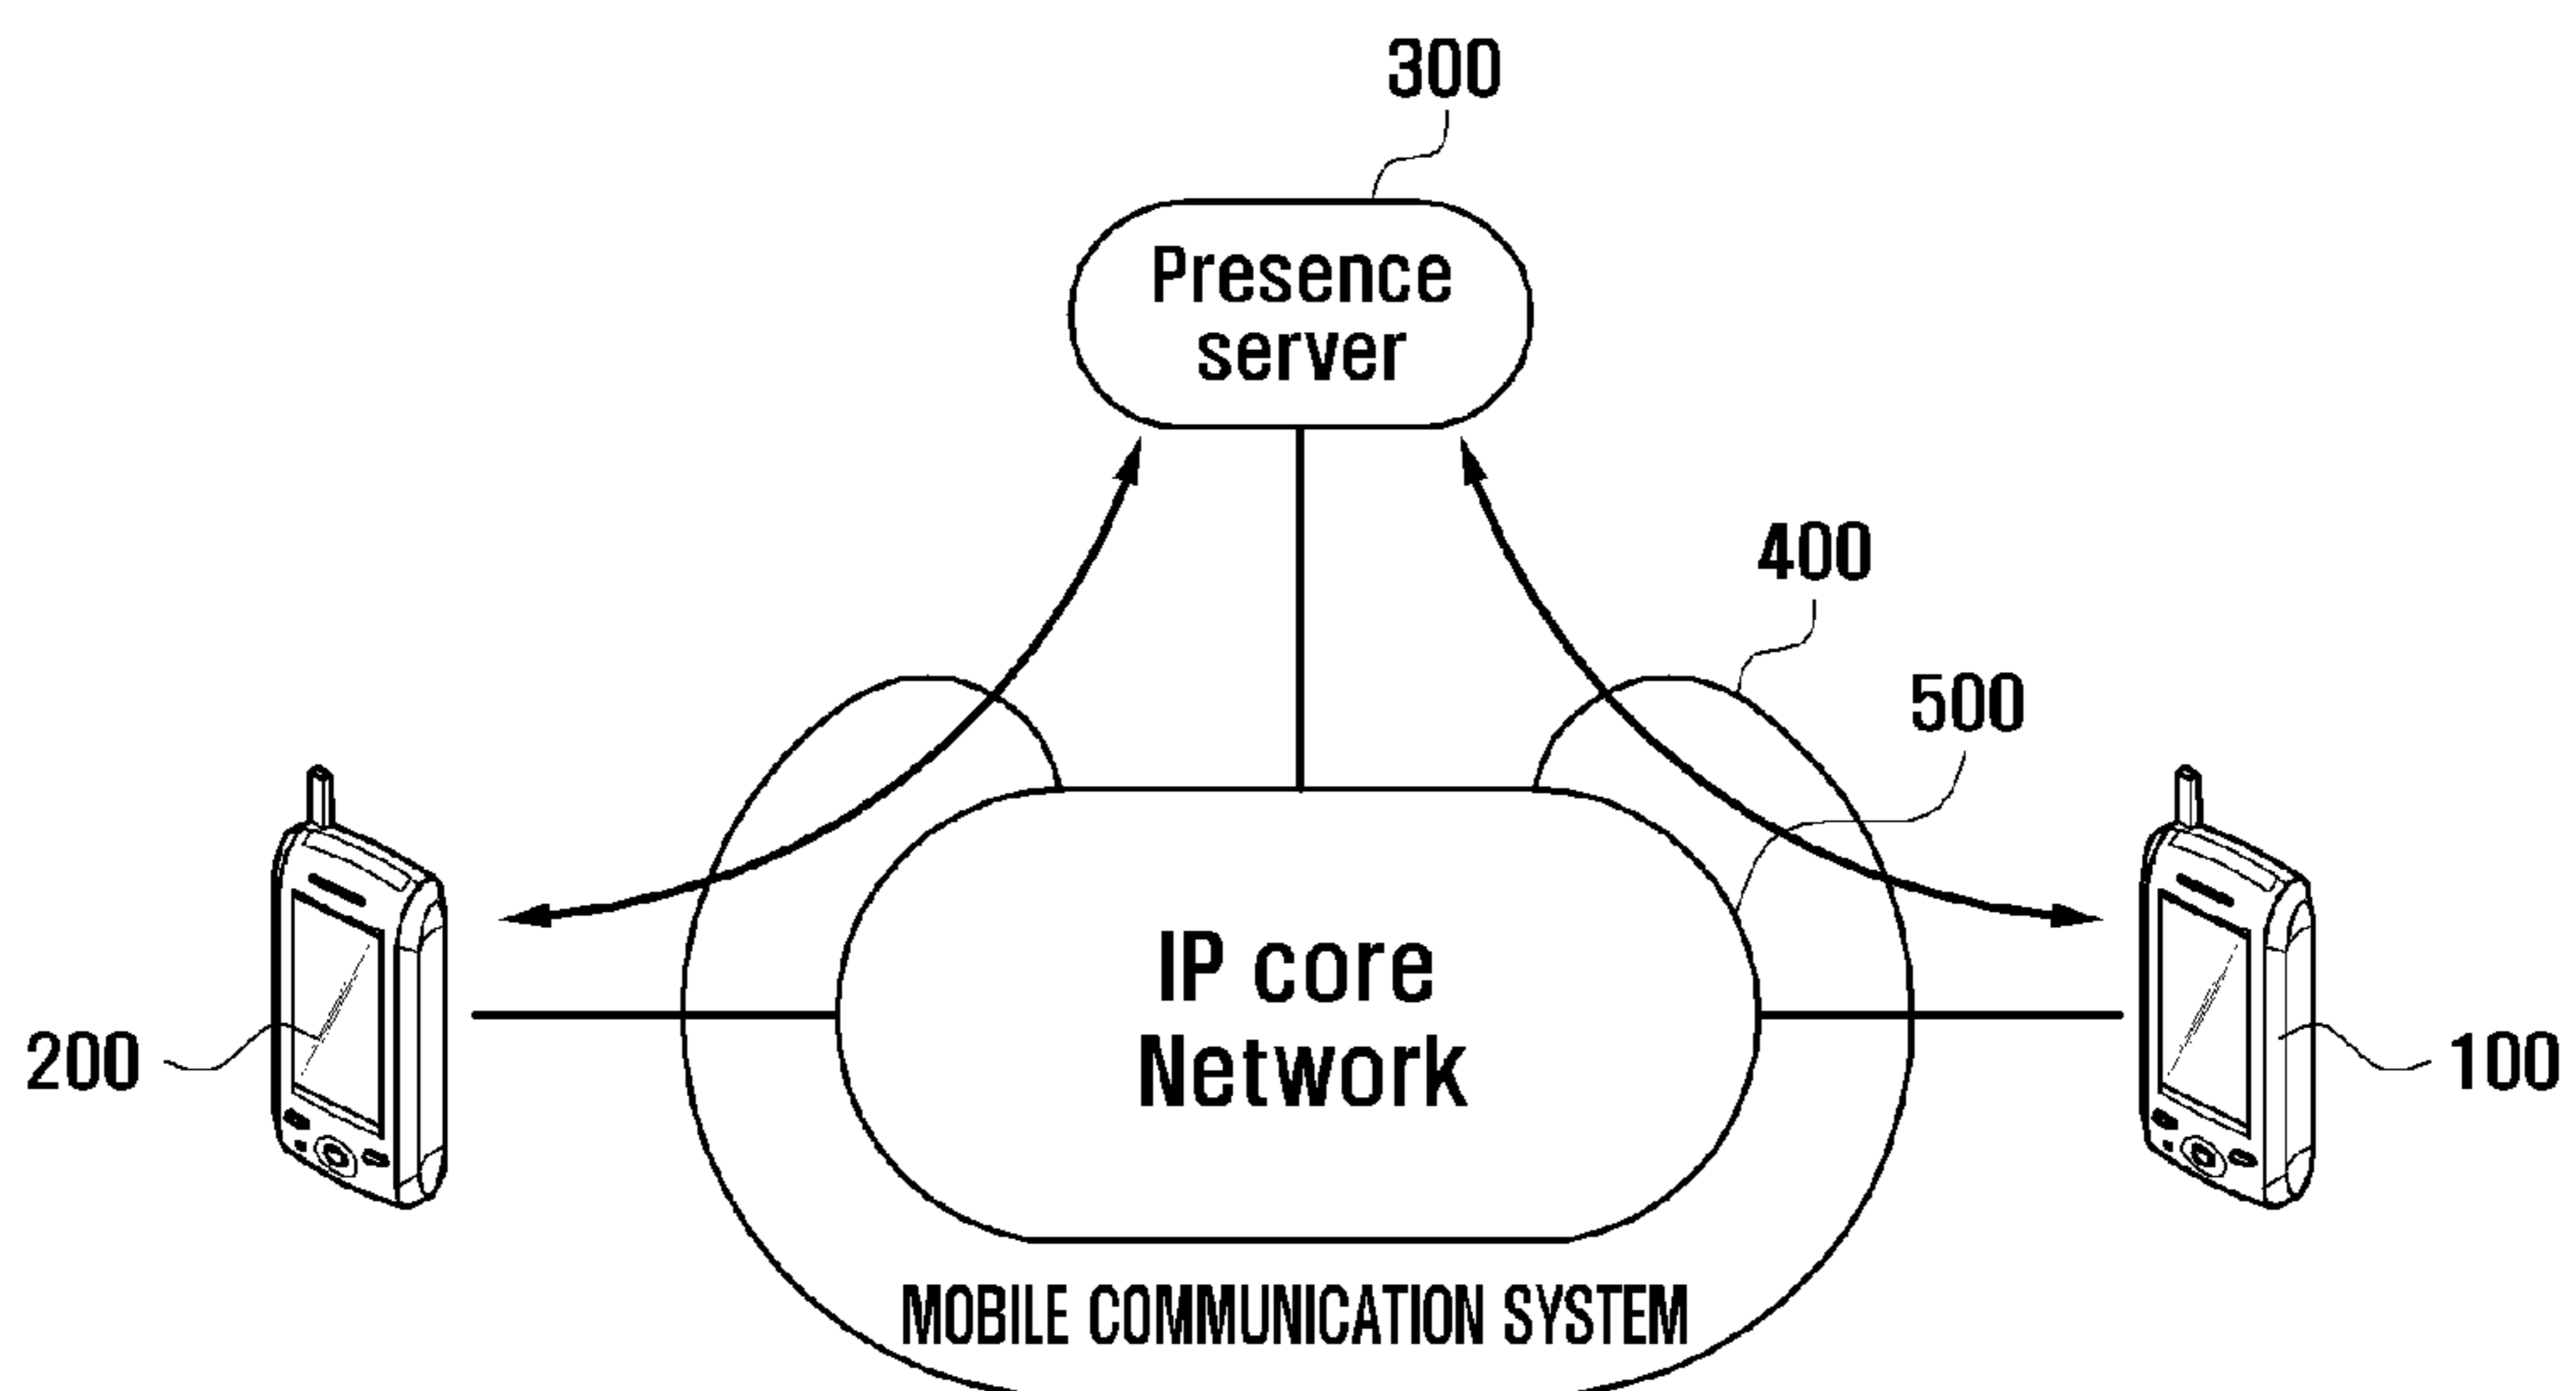 300
Presence
server
400
500
IP core
Network
200
100
MOBILE COMMUNICATION SYSTEM